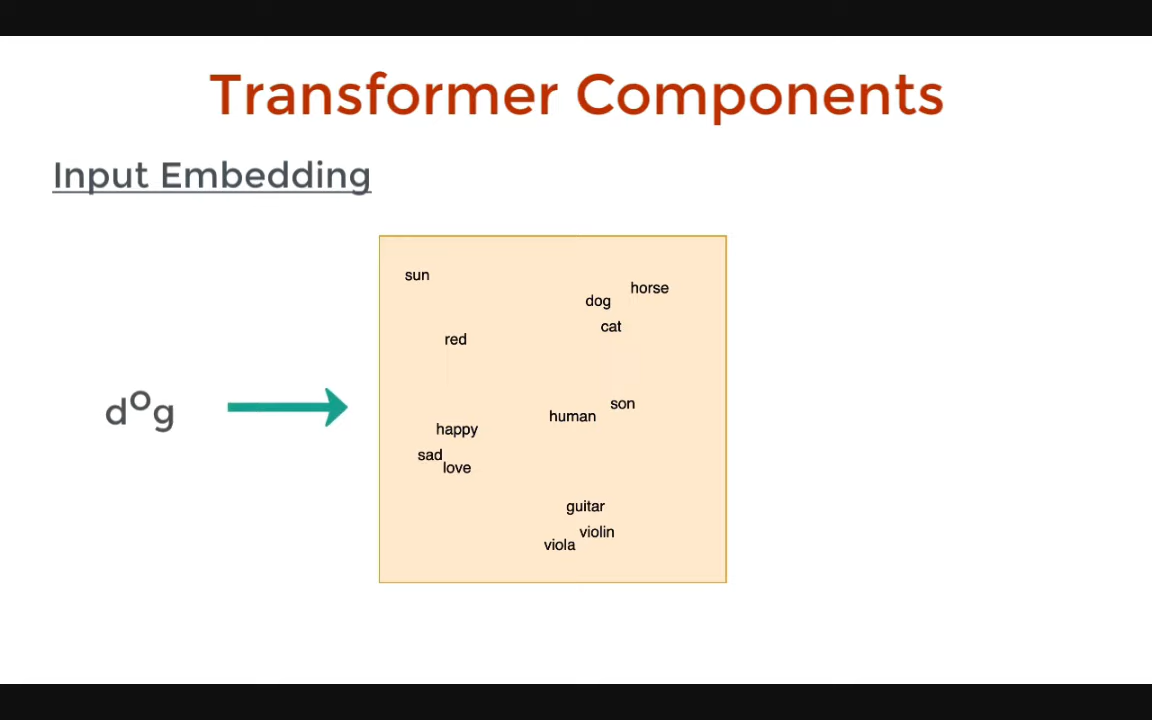 Transformer Components
Input Embedding
sun
horse
dog
cat
red
dog
son
human
happy
sad
love
guitar
violin
viola